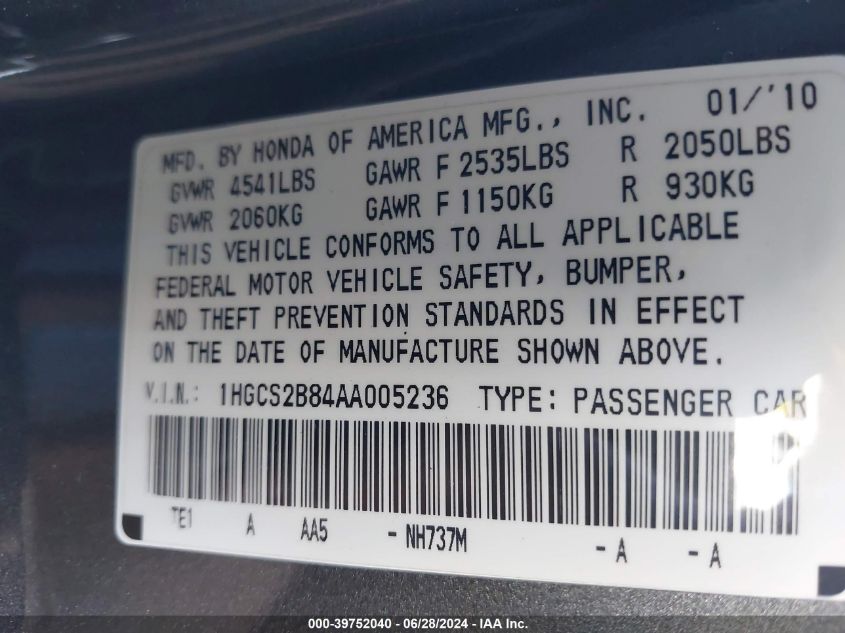 MFD. BY HONDA OF AMERICA MFG., INC. 01/'10
GVWR 4541LBS GAWR F 2535LBS R 2050LBS
GVWR 2060KG GAWR F 1150KG R 930KG
THIS VEHICLE CONFORMS TO ALL APPLICABLE
FEDERAL MOTOR VEHICLE SAFETY, BUMPER,
AND THEFT PREVENTION STANDARDS IN EFFECT
ON THE DATE OF MANUFACTURE SHOWN ABOVE.
V.I.N.: 1HGCS2B84AA005236 TYPE: PASSENGER CAR
TE1 A AA5 - NH737M - A - A
000-39752040 - 06/28/2024 - IAA Inc.